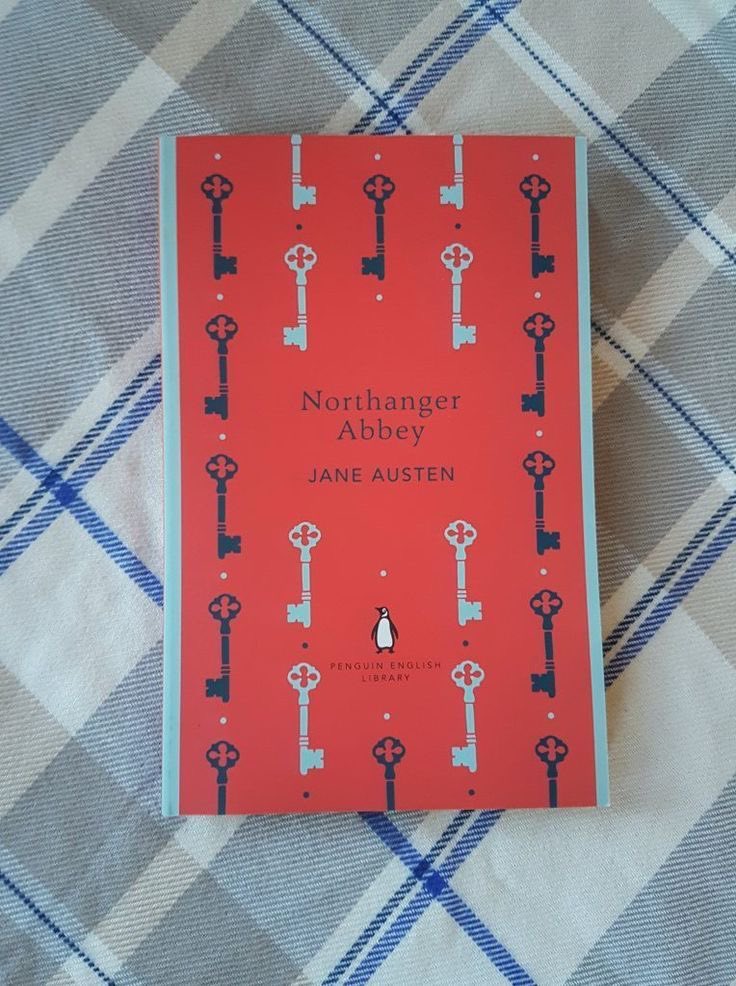 Northanger
Abbey
JANE AUSTEN
PENGUIN ENGLISH
LIBRARY